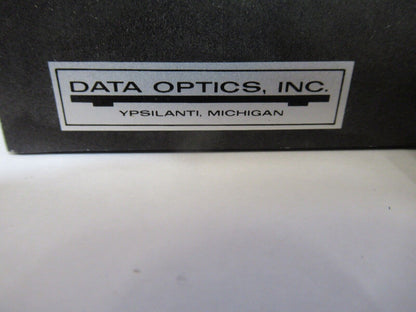 DATA OPTICS, INC.
YPSILANTI, MICHIGAN